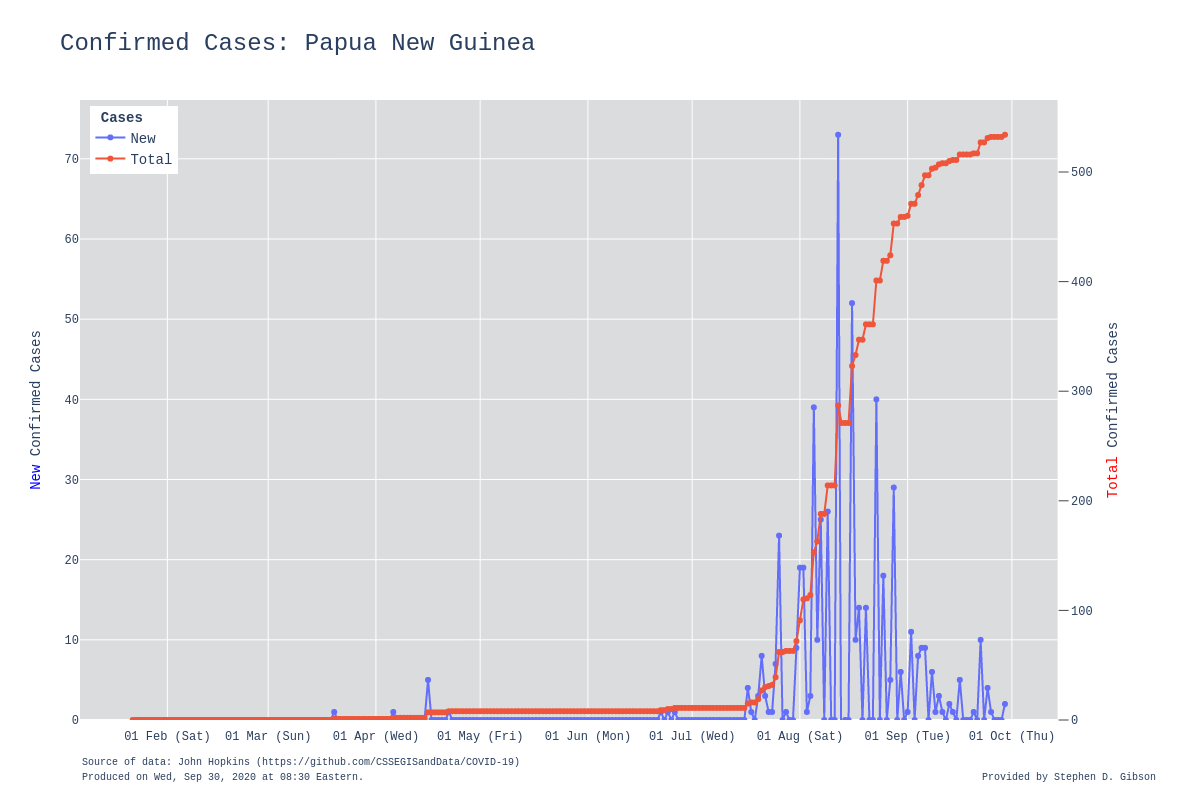 Confirmed Cases: Papua New Guinea
Cases
New
Total
70
60
50
40
30
20
10
0
New Confirmed Cases
500
400
300
200
100
0
Total Confirmed Cases
01 Feb (Sat) 01 Mar (Sun) 01 Apr (Wed) 01 May (Fri) 01 Jun (Mon) 01 Jul (Wed) 01 Aug (Sat) 01 Sep (Tue) 01 Oct (Thu)
Source of data: John Hopkins (https://github.com/CSSEGISandData/COVID-19)
Produced on Wed, Sep 30, 2020 at 08:30 Eastern.
Provided by Stephen D. Gibson